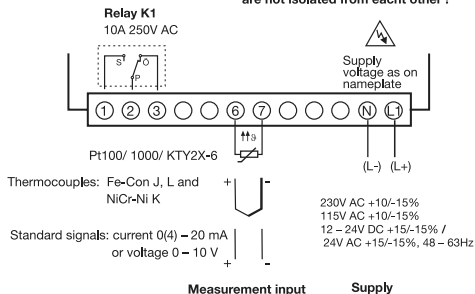 are not isolated from eacht other !
Relay K1
10A 250V AC
S Ö
P
Supply
voltage as on
nameplate
1 2 3 6 7 N L1
ϑ
Pt100/ 1000/ KTY2X-6
(L-) (L+)
Thermocouples: Fe-Con J, L and
NiCr-Ni K
+ -
230V AC +10/-15%
115V AC +10/-15%
12 – 24V DC +15/-15% /
24V AC +15/-15%, 48 – 63Hz
Standard signals: current 0(4) – 20 mA
or voltage 0 – 10 V
+ -
Measurement input
Supply